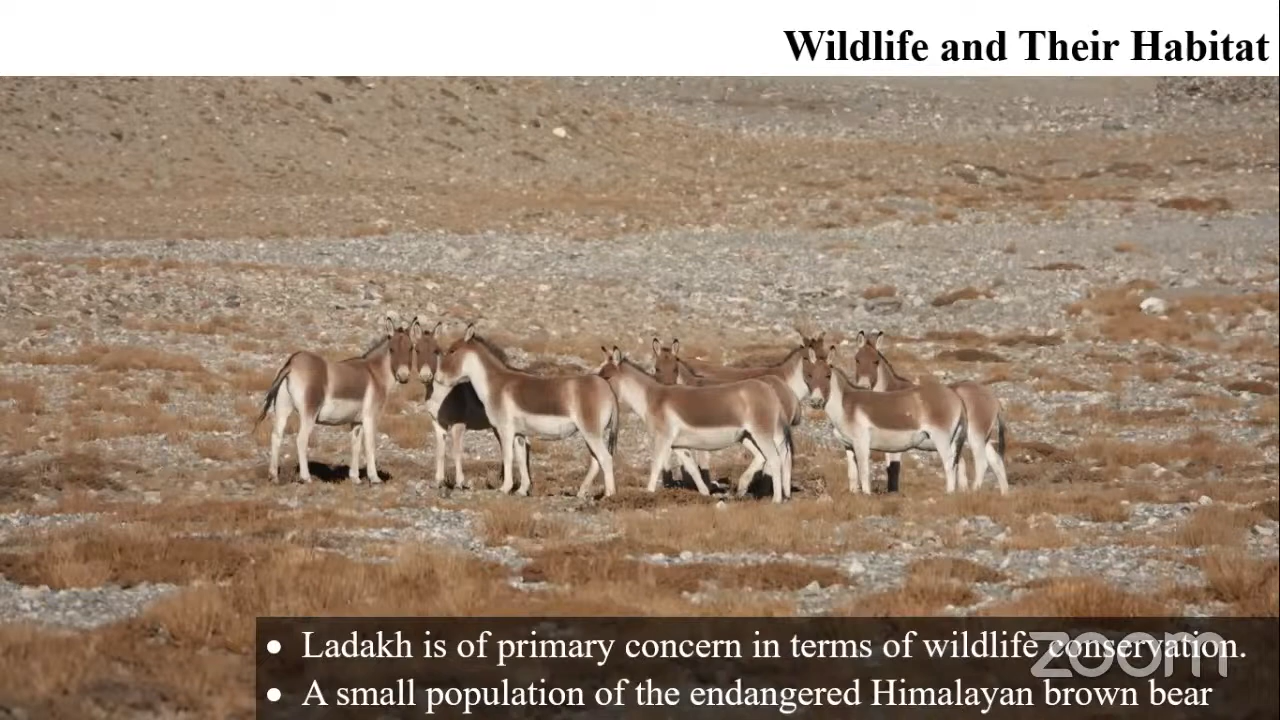 Wildlife and Their Habitat
• Ladakh is of primary concern in terms of wildlife conservation.
• A small population of the endangered Himalayan brown bear
zoom